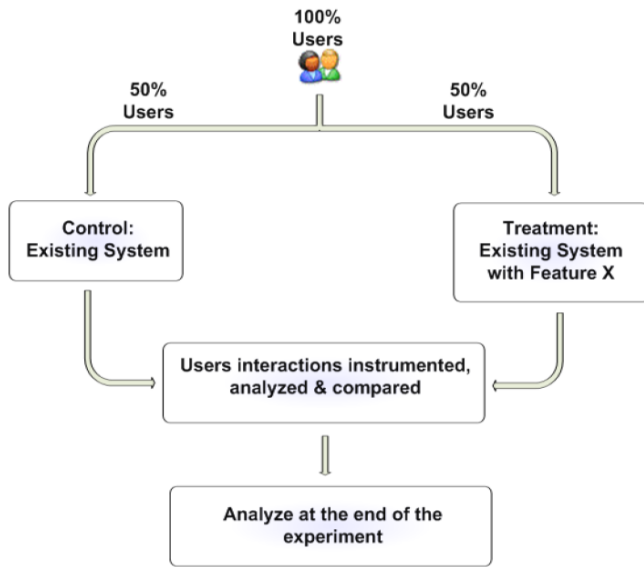 100%
Users
50%
Users
50%
Users
Control:
Existing System
Treatment:
Existing System
with Feature X
Users interactions instrumented,
analyzed & compared
Analyze at the end of the
experiment